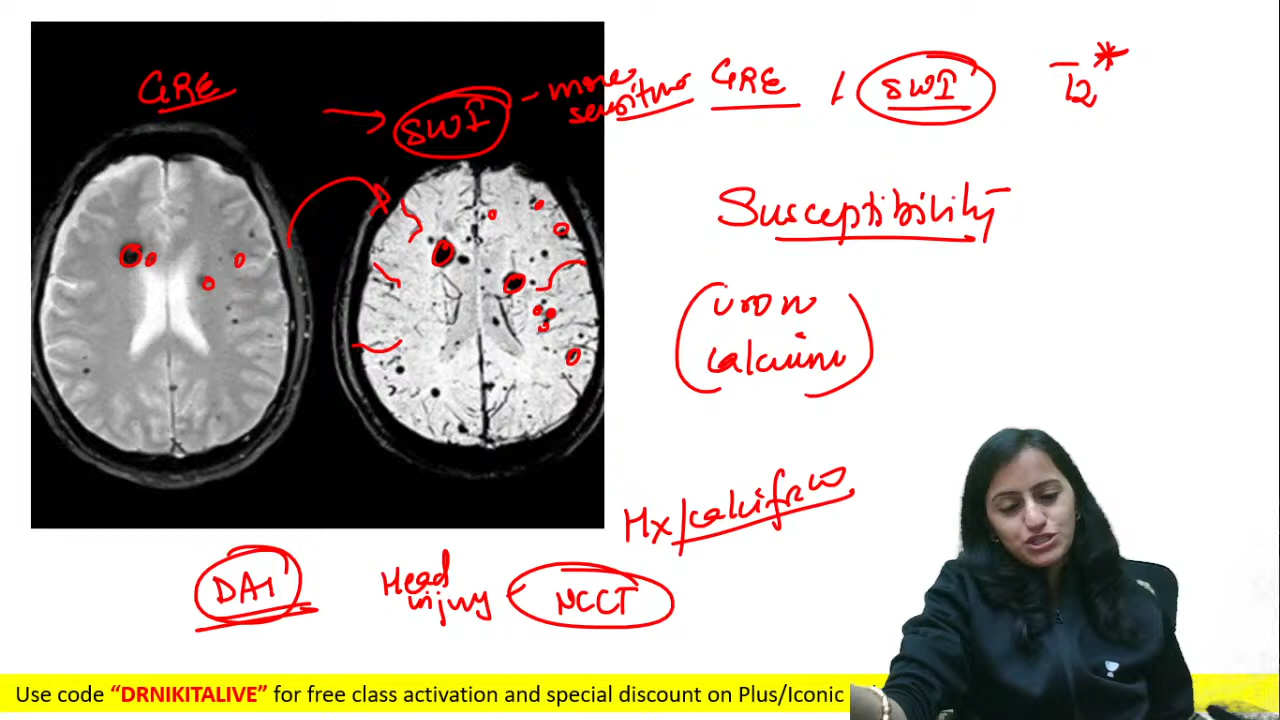 GRE
SWI - more sensitive
GRE / SWI T2*
Susceptibility
iron
calcium
Hx/calcificn
DAI
Head injury - NCCT
Use code “DRNIKITALIVE” for free class activation and special discount on Plus/Iconic